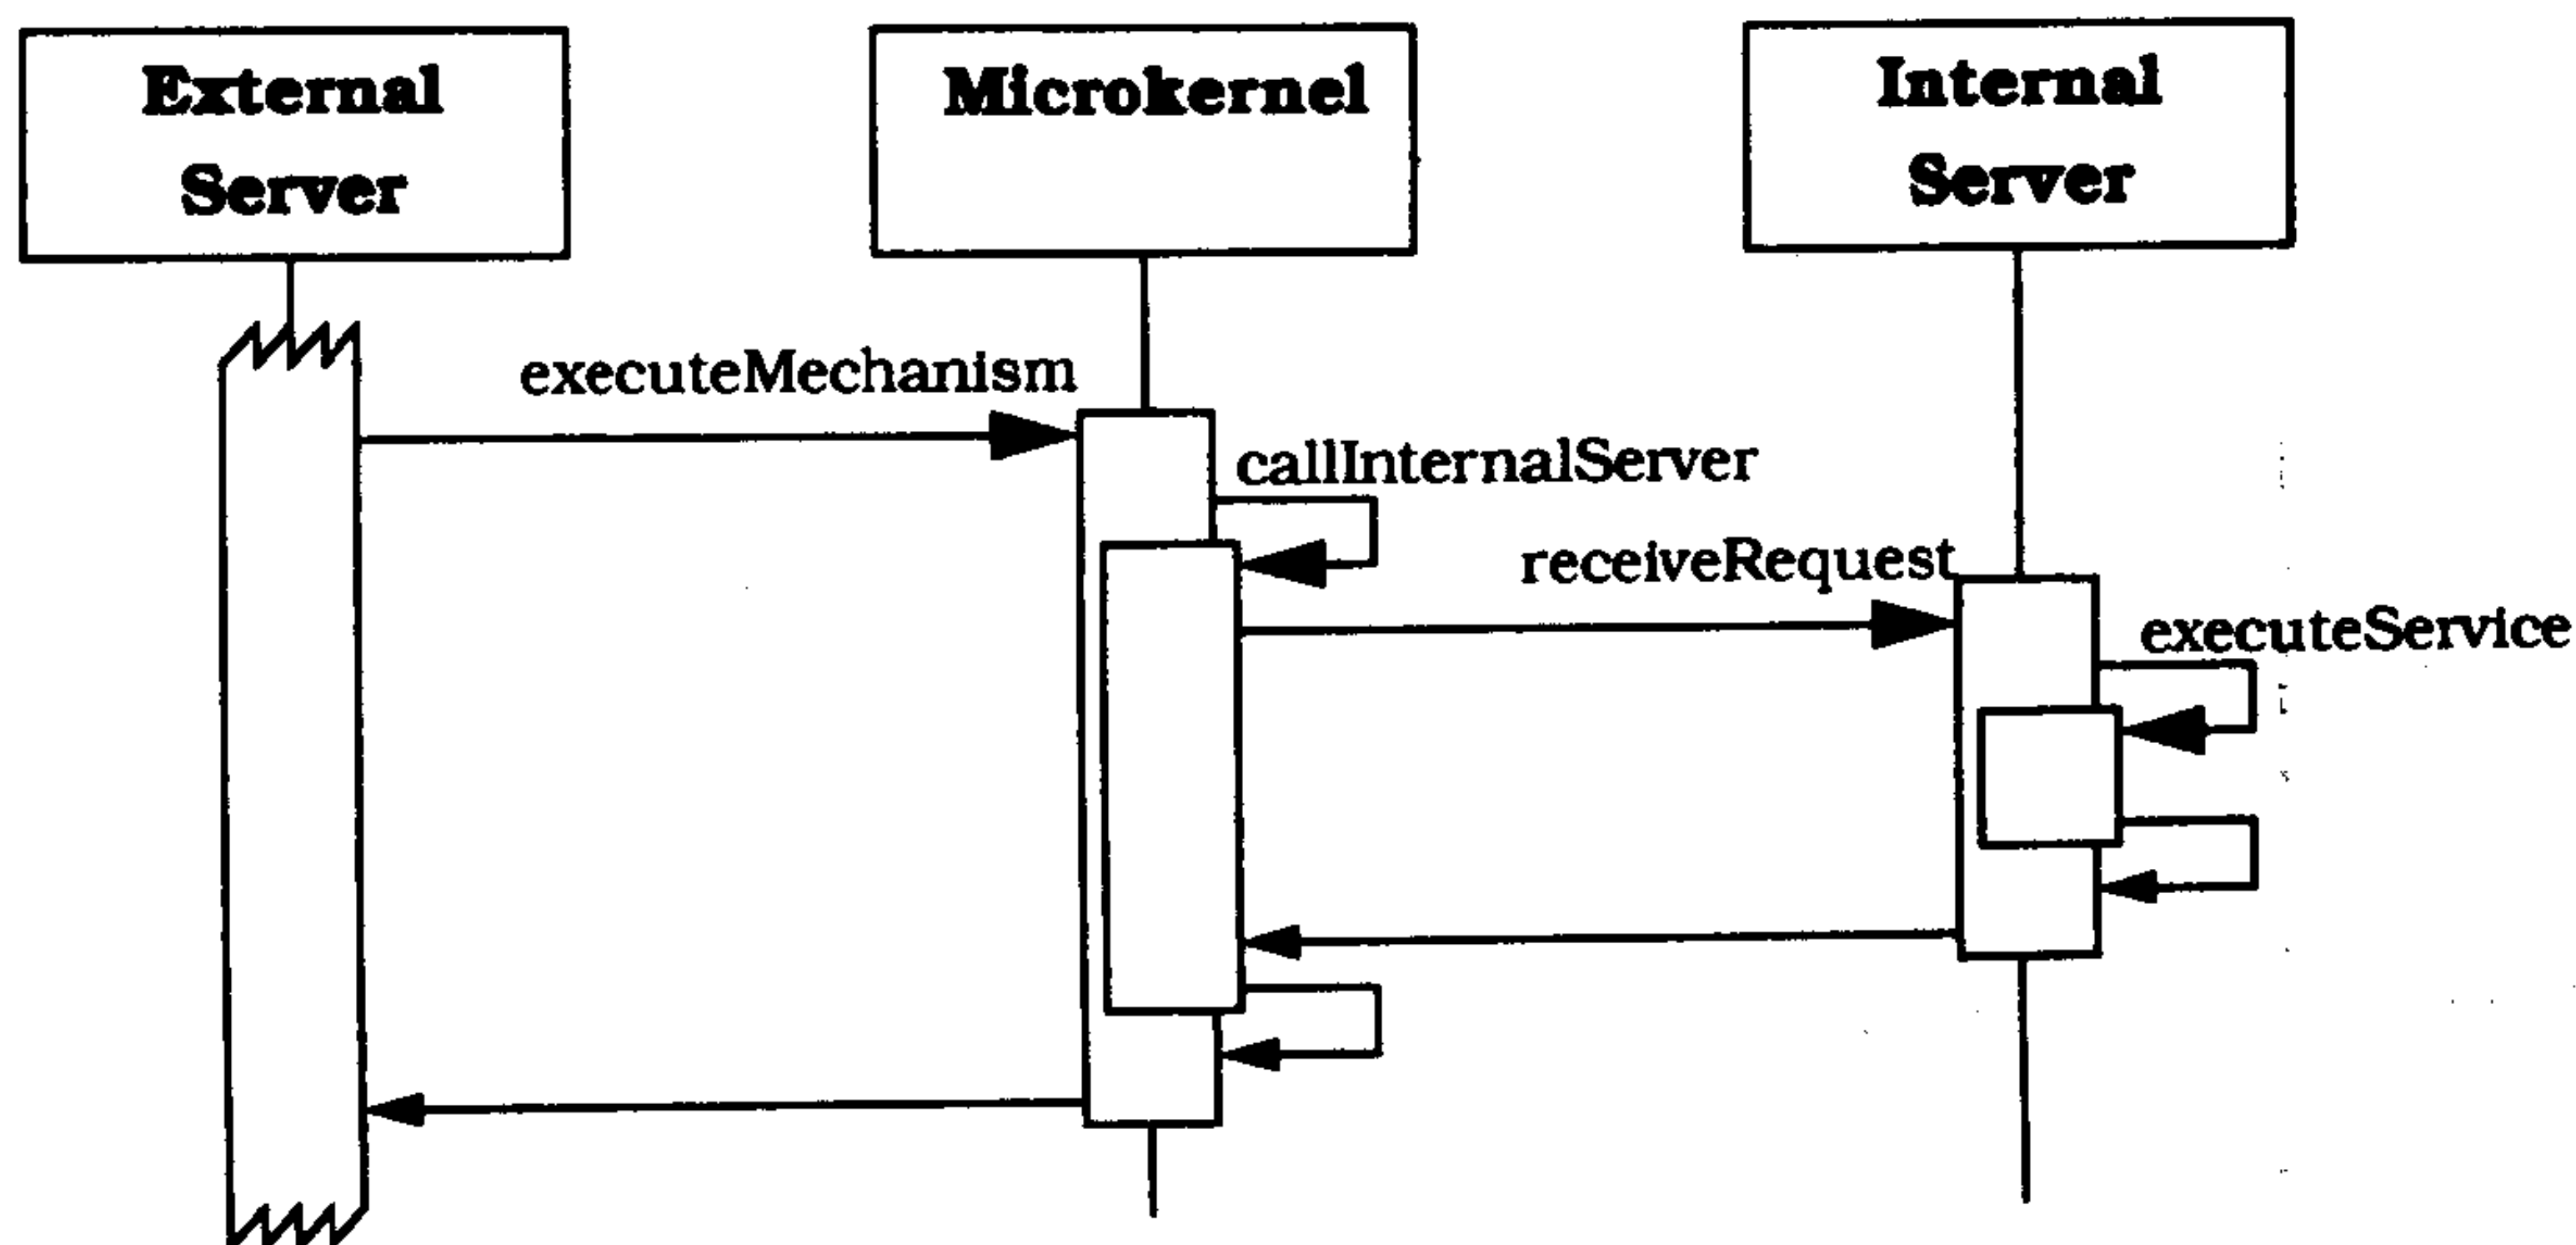 External
Server
Microkernel
Internal
Server
executeMechanism
callInternalServer
receiveRequest
executeService